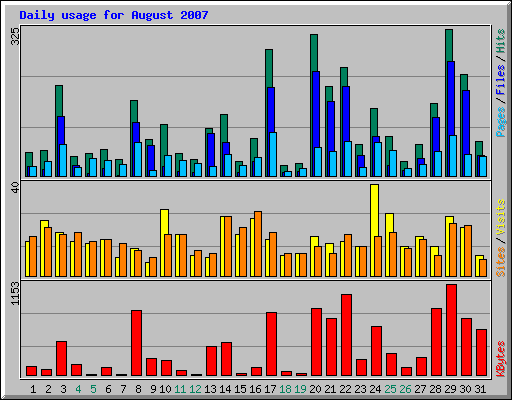 Daily usage for August 2007
325
Pages / Files / Hits
40
Sites / Visits
1153
KBytes
1 2 3 4 5 6 7 8 9 10 11 12 13 14 15 16 17 18 19 20 21 22 23 24 25 26 27 28 29 30 31